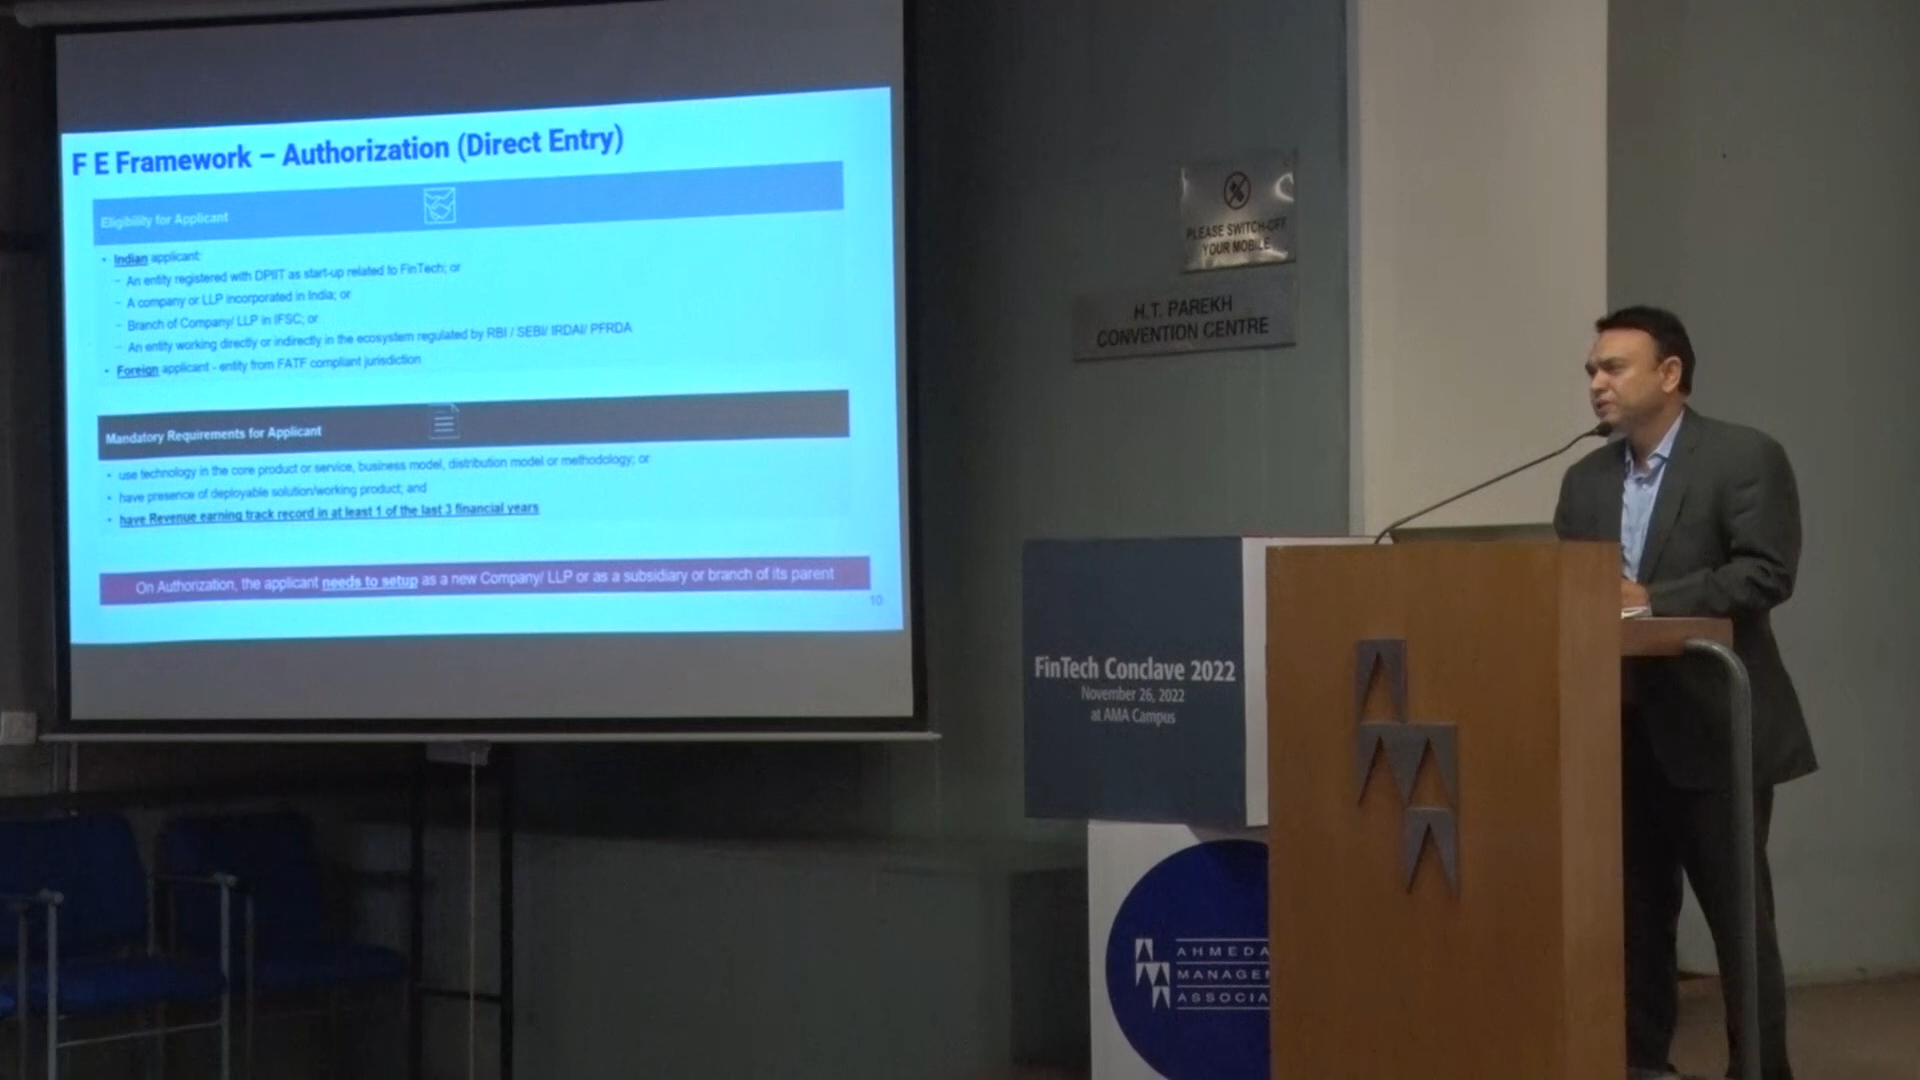 F E Framework – Authorization (Direct Entry)
Eligibility for Applicant
• Indian applicant:
– An entity registered with DPIIT as start-up related to FinTech; or
– A company or LLP incorporated in India; or
– Branch of Company/ LLP in IFSC; or
– An entity working directly or indirectly in the ecosystem regulated by RBI / SEBI/ IRDAI/ PFRDA
• Foreign applicant - entity from FATF compliant jurisdiction
Mandatory Requirements for Applicant
• use technology in the core product or service, business model, distribution model or methodology; or
• have presence of deployable solution/working product; and
• have Revenue earning track record in at least 1 of the last 3 financial years
On Authorization, the applicant needs to setup as a new Company/ LLP or as a subsidiary or branch of its parent
10
PLEASE SWITCH-OFF
YOUR MOBILE
H.T. PAREKH
CONVENTION CENTRE
FinTech Conclave 2022
November 26, 2022
at AMA Campus
AHMEDA
MANAGE
ASSOCIA